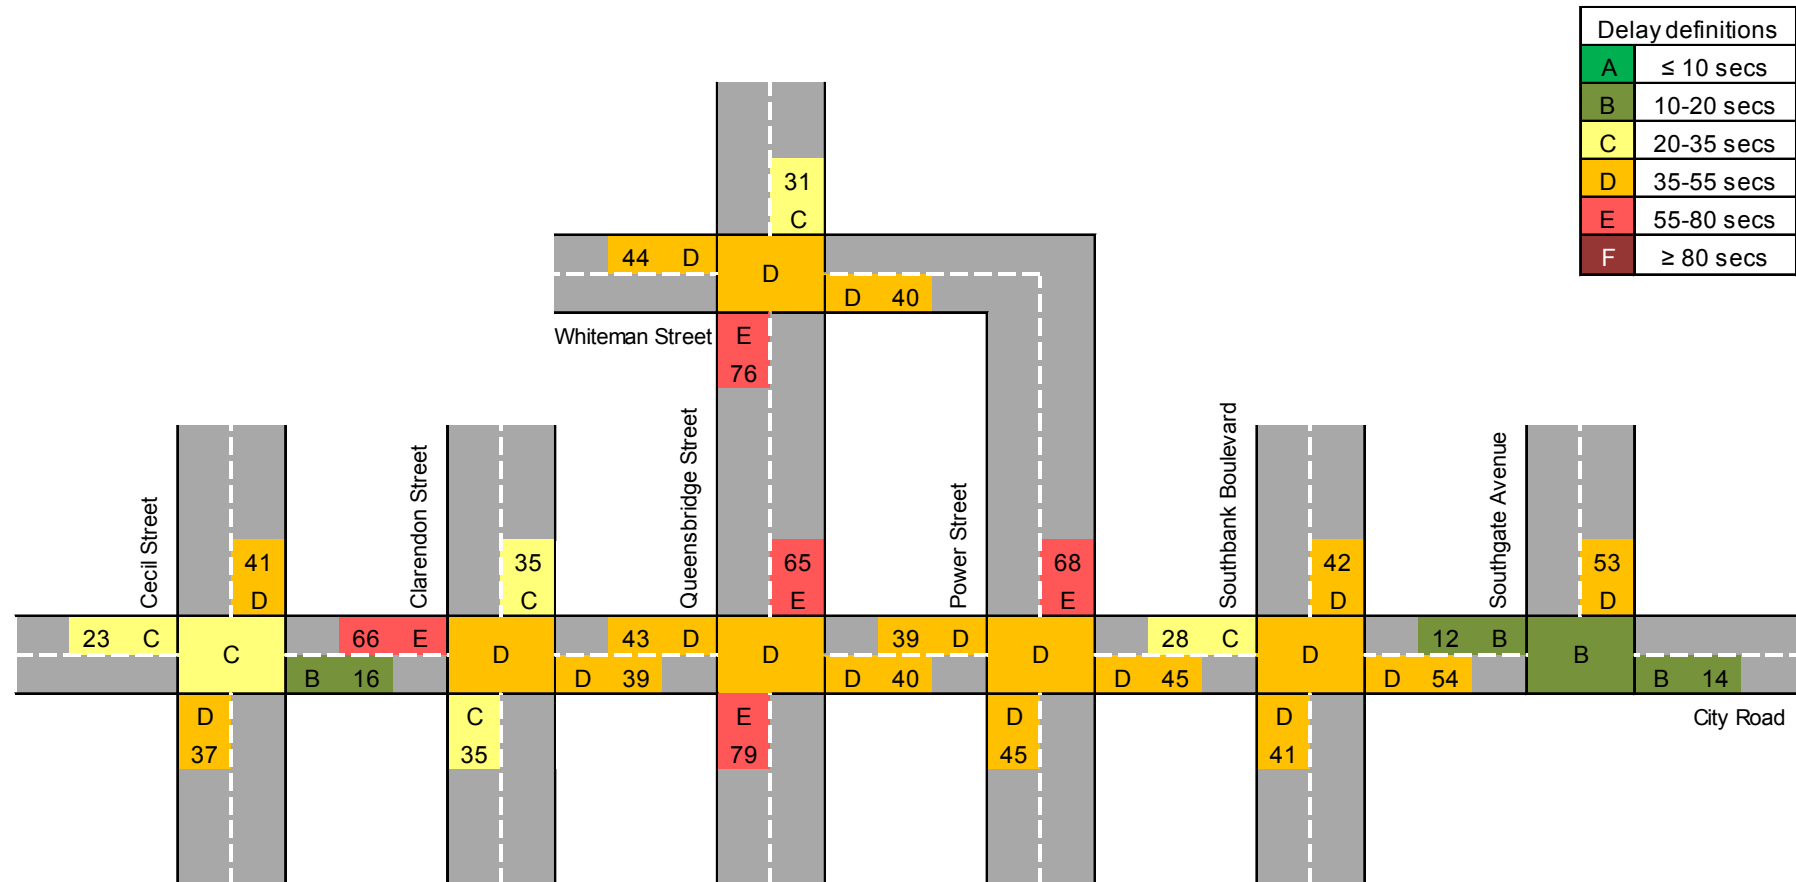 Delay definitions
A ≤ 10 secs
B 10-20 secs
C 20-35 secs
D 35-55 secs
E 55-80 secs
F ≥ 80 secs
31
C
44 D
D
D 40
Whiteman Street
E
76
Cecil Street
Clarendon Street
Queensbridge Street
Power Street
Southbank Boulevard
Southgate Avenue
41
D
35
C
65
E
68
E
42
D
53
D
23 C
C
B 16
66 E
D
D 39
43 D
D
D 40
39 D
D
D 45
28 C
D
D 54
12 B
B
B 14
D
37
C
35
E
79
D
45
D
41
City Road